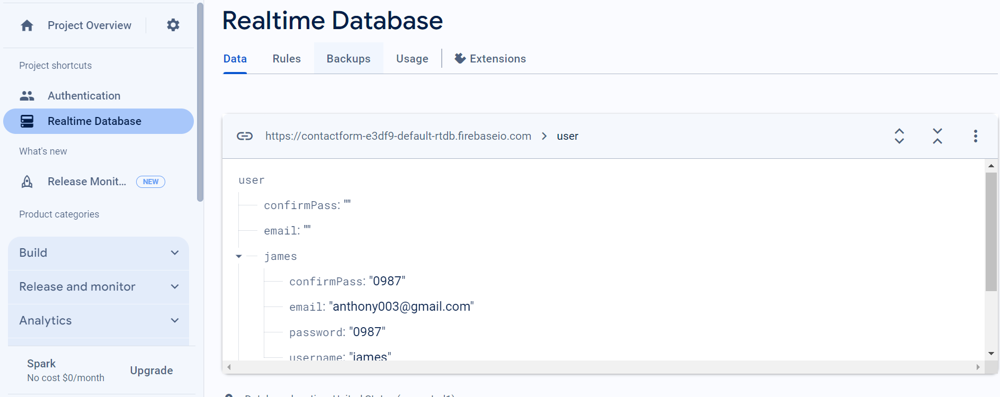 Project Overview
Project shortcuts
Authentication
Realtime Database
What's new
Release Monit... NEW
Product categories
Build
Release and monitor
Analytics
Spark
No cost $0/month
Upgrade
Realtime Database
Data Rules Backups Usage Extensions
https://contactform-e3df9-default-rtdb.firebaseio.com > user
user
confirmPass: ""
email: ""
james
confirmPass: "0987"
email: "anthony003@gmail.com"
password: "0987"
username: "james"